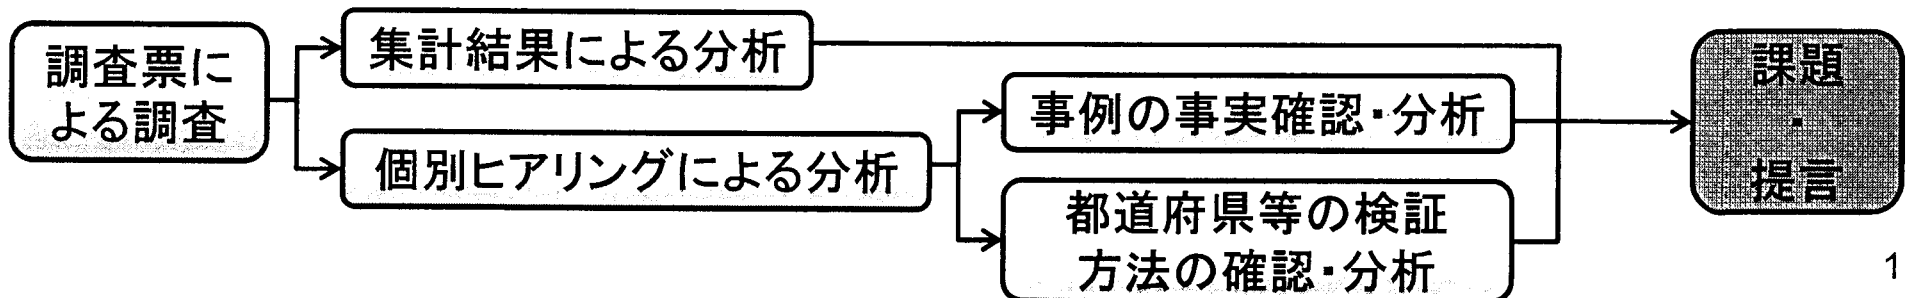 調査票に
よる調査
集計結果による分析
個別ヒアリングによる分析
事例の事実確認・分析
都道府県等の検証
方法の確認・分析
課題
・
提言
1